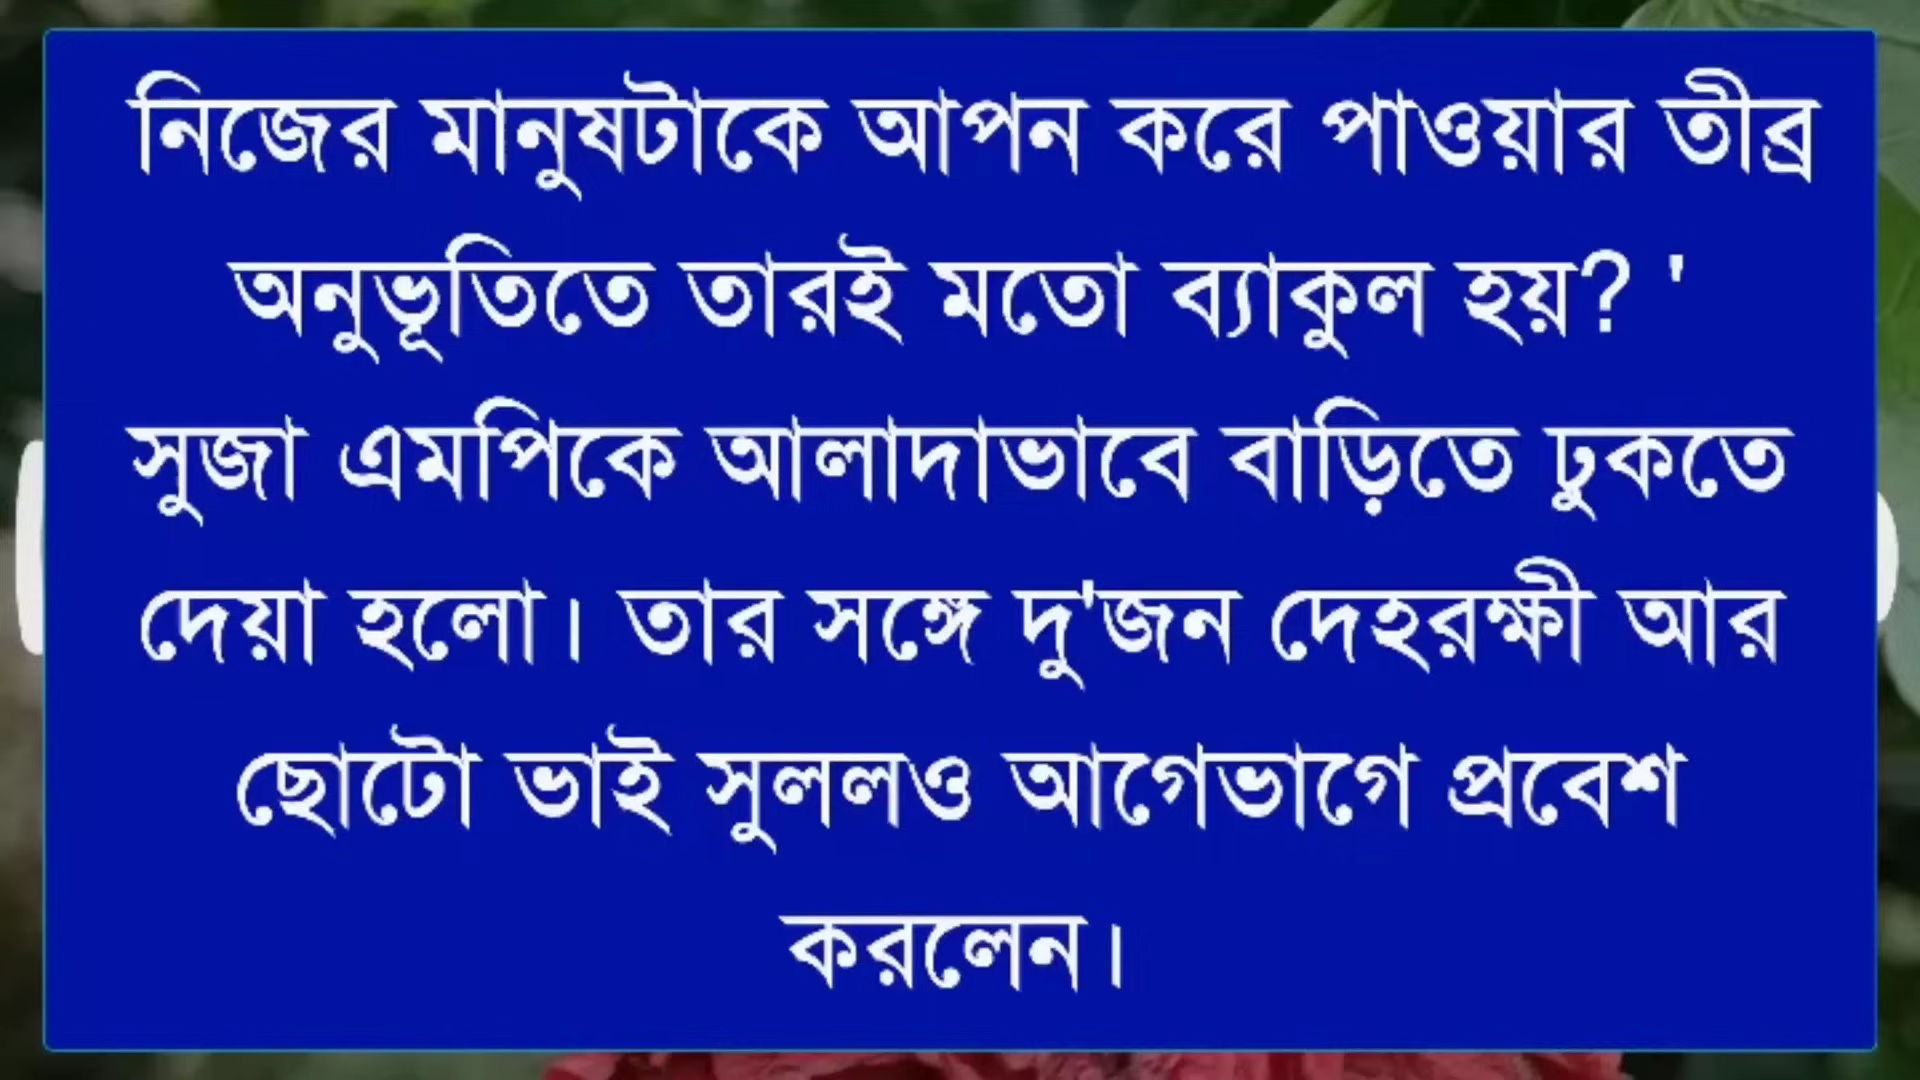 নিজের মানুষটাকে আপন করে পাওয়ার তীব্র
অনুভূতিতে তারই মতো ব্যাকুল হয়? '
সুজা এমপিকে আলাদাভাবে বাড়িতে ঢুকতে
দেয়া হলো। তার সঙ্গে দু'জন দেহরক্ষী আর
ছোটো ভাই সুললও আগেভাগে প্রবেশ
করলেন।